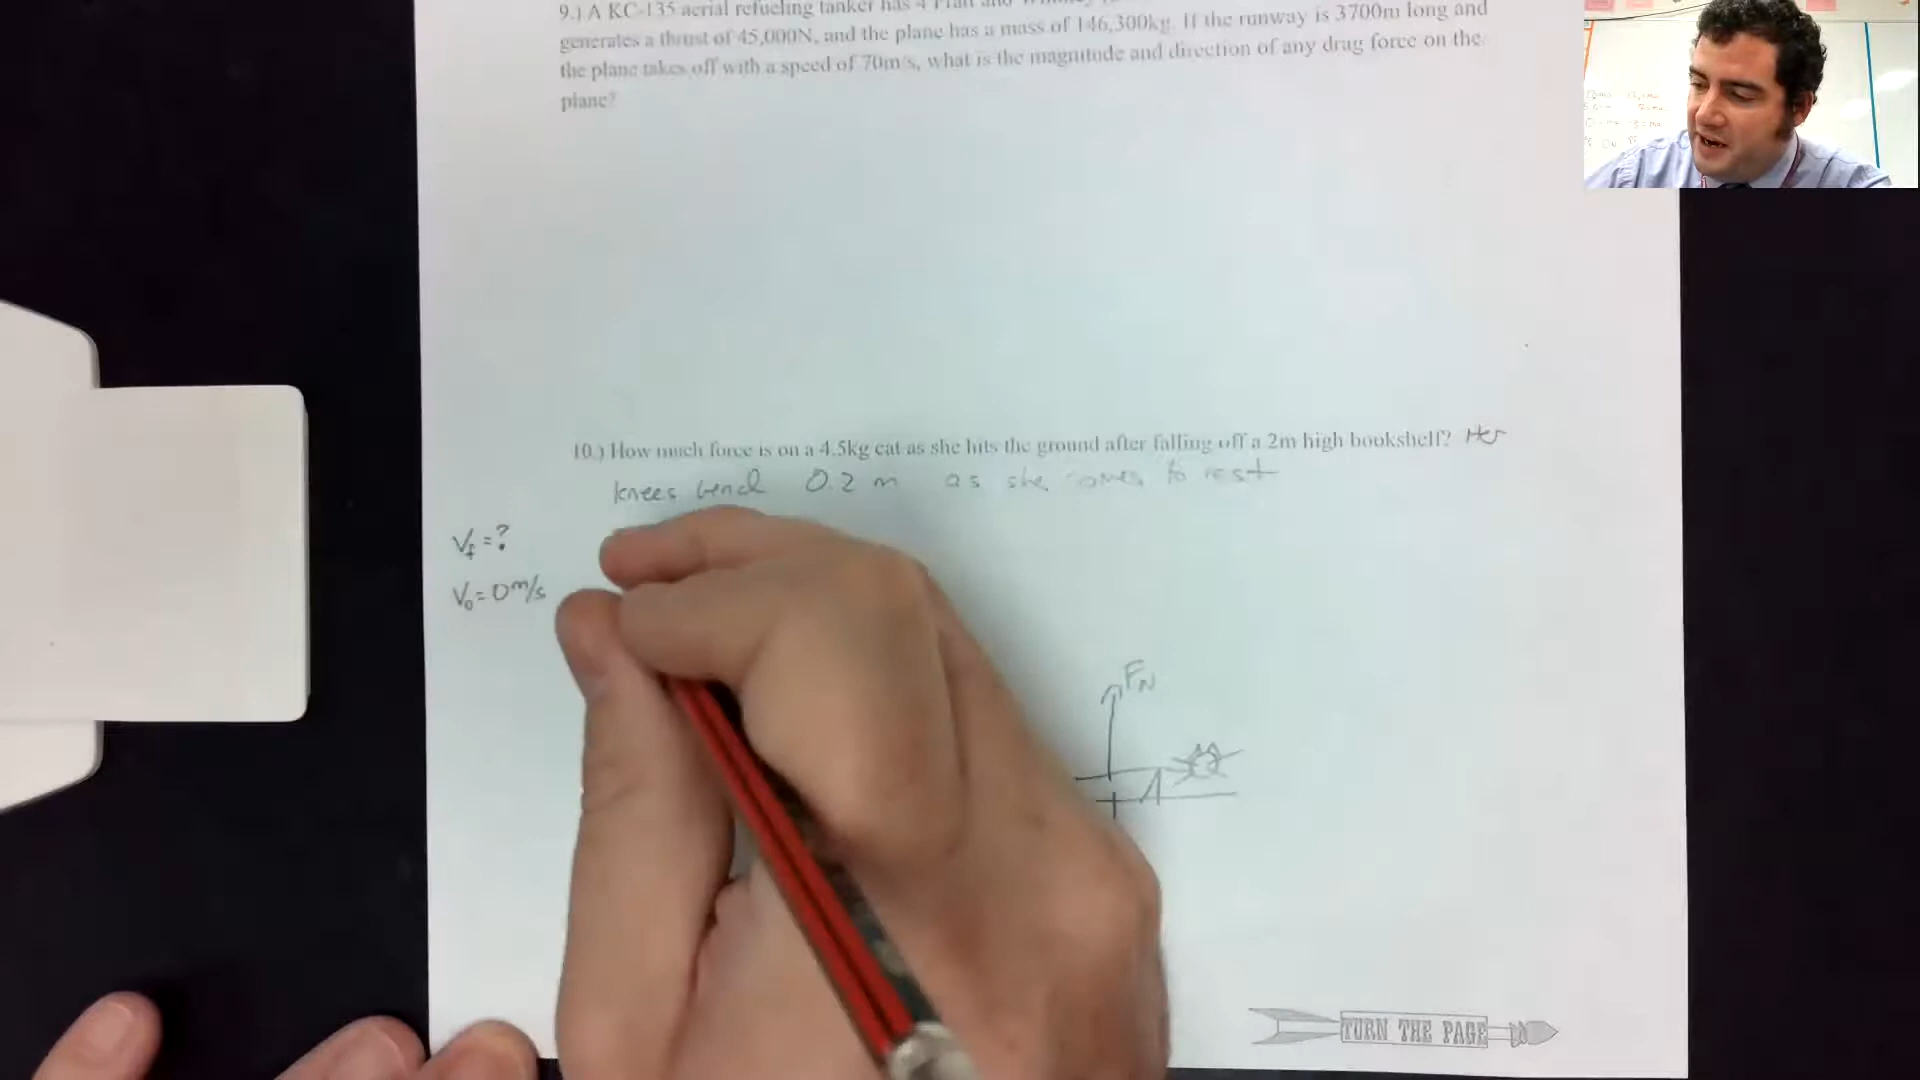 9.) A KC-135 aerial refueling tanker has 4
generates a thrust of 45,000N, and the plane has a mass of 146,300kg. If the runway is 3700m long and
the plane takes off with a speed of 70m/s, what is the magnitude and direction of any drag force on the
plane?
10.) How much force is on a 4.5kg cat as she hits the ground after falling off a 2m high bookshelf? Her
knees bend 0.2 m as she comes to rest
Vf = ?
V0 = 0 m/s
FN
TURN THE PAGE